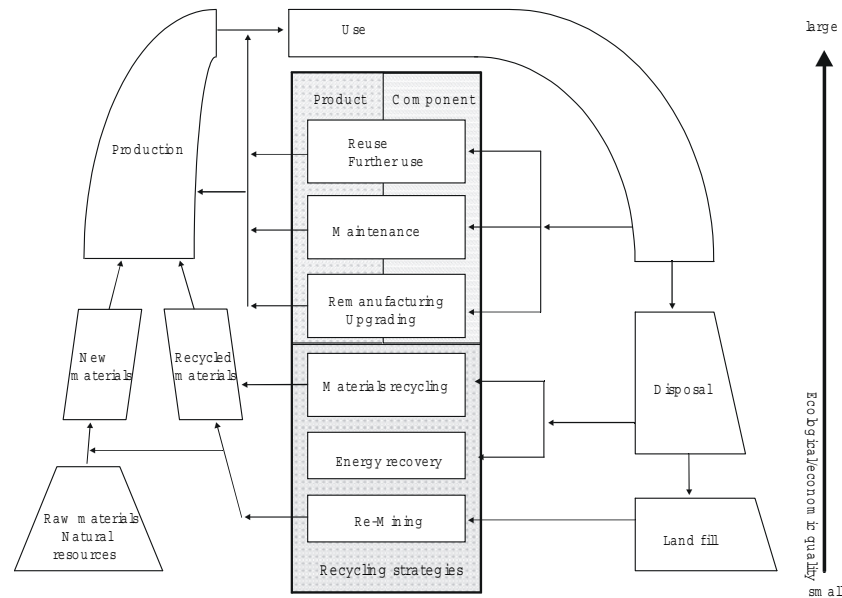 large
Use
Product
Component
Production
Reuse
Further use
Maintenance
Remanufacturing
Upgrading
New
materials
Recycled
materials
Materials recycling
Disposal
Energy recovery
Raw materials
Natural
resources
Re-Mining
Land fill
Recycling strategies
Ecological/economic quality
small